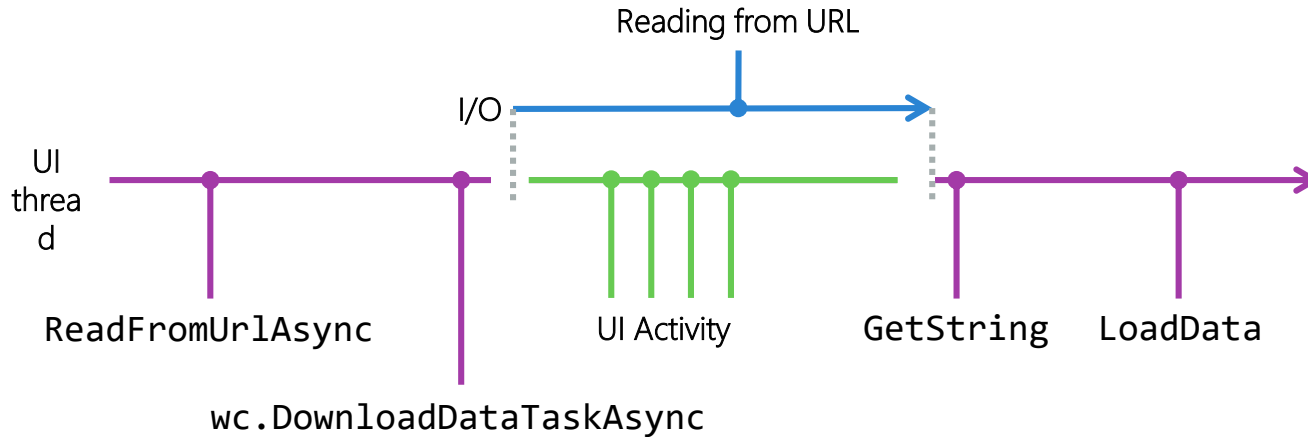 Reading from URL
I/O
UI
threa
d
ReadFromUrlAsync
UI Activity
GetString
LoadData
wc.DownloadDataTaskAsync